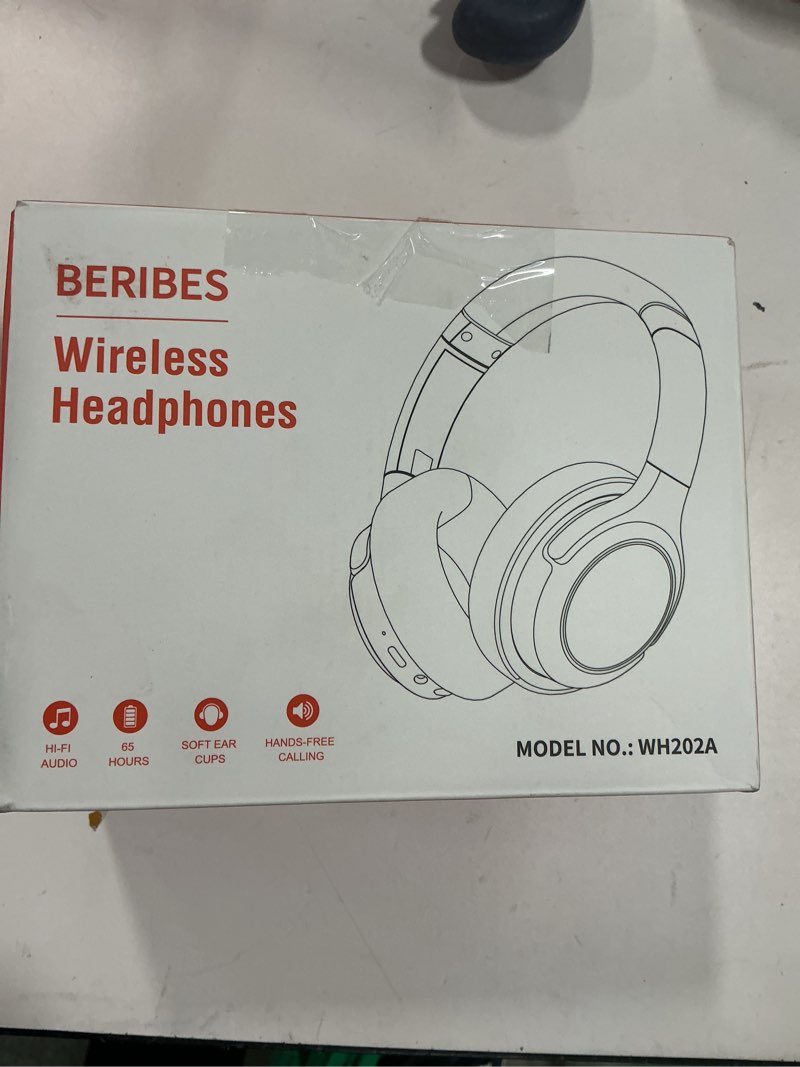 BERIBES
Wireless
Headphones
HI-FI
AUDIO
65
HOURS
SOFT EAR
CUPS
HANDS-FREE
CALLING
MODEL NO.: WH202A